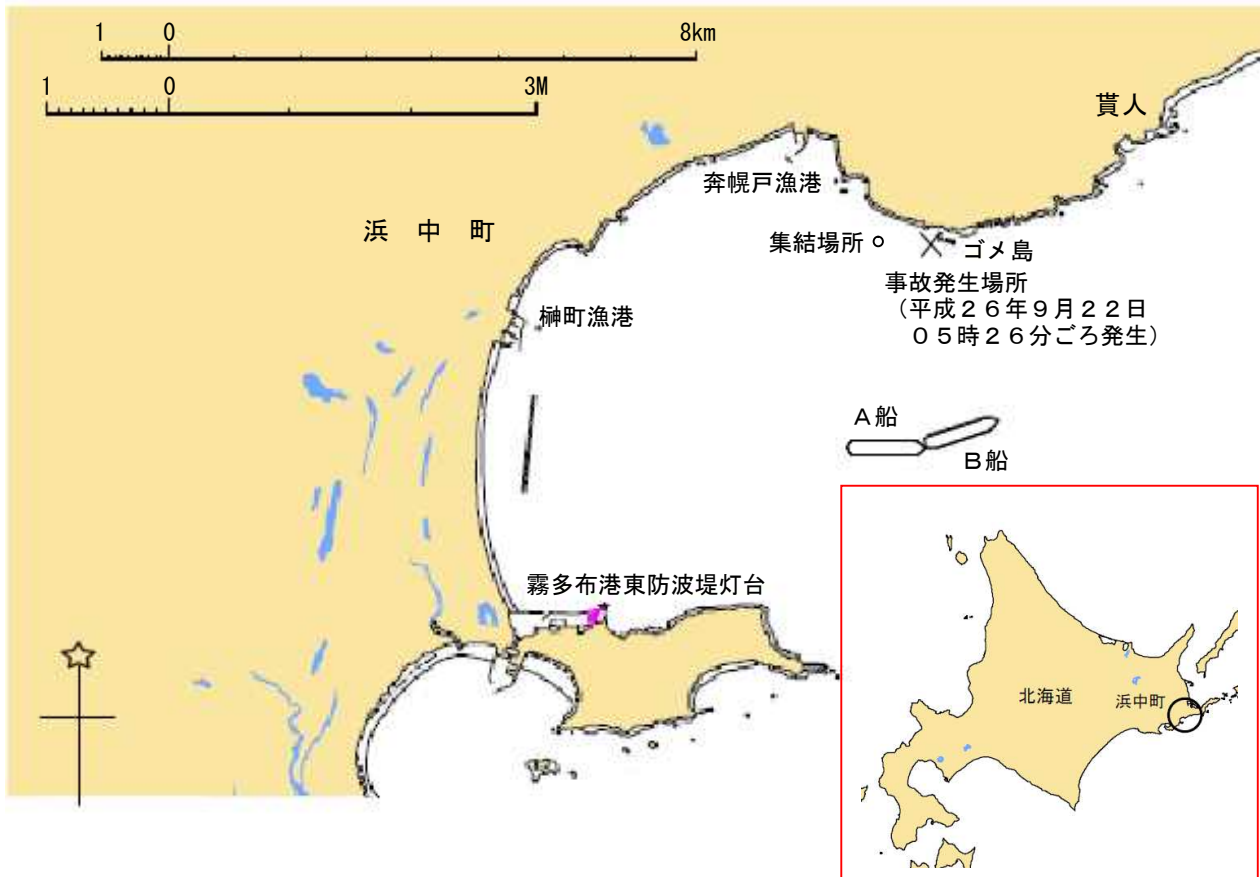 1 0 8km
1 0 3M
貰人
奔幌戸漁港
浜 中 町
集結場所
ゴメ島
事故発生場所
(平成26年9月22日
05時26分ごろ発生)
榊町漁港
A船
B船
霧多布港東防波堤灯台
北海道
浜中町